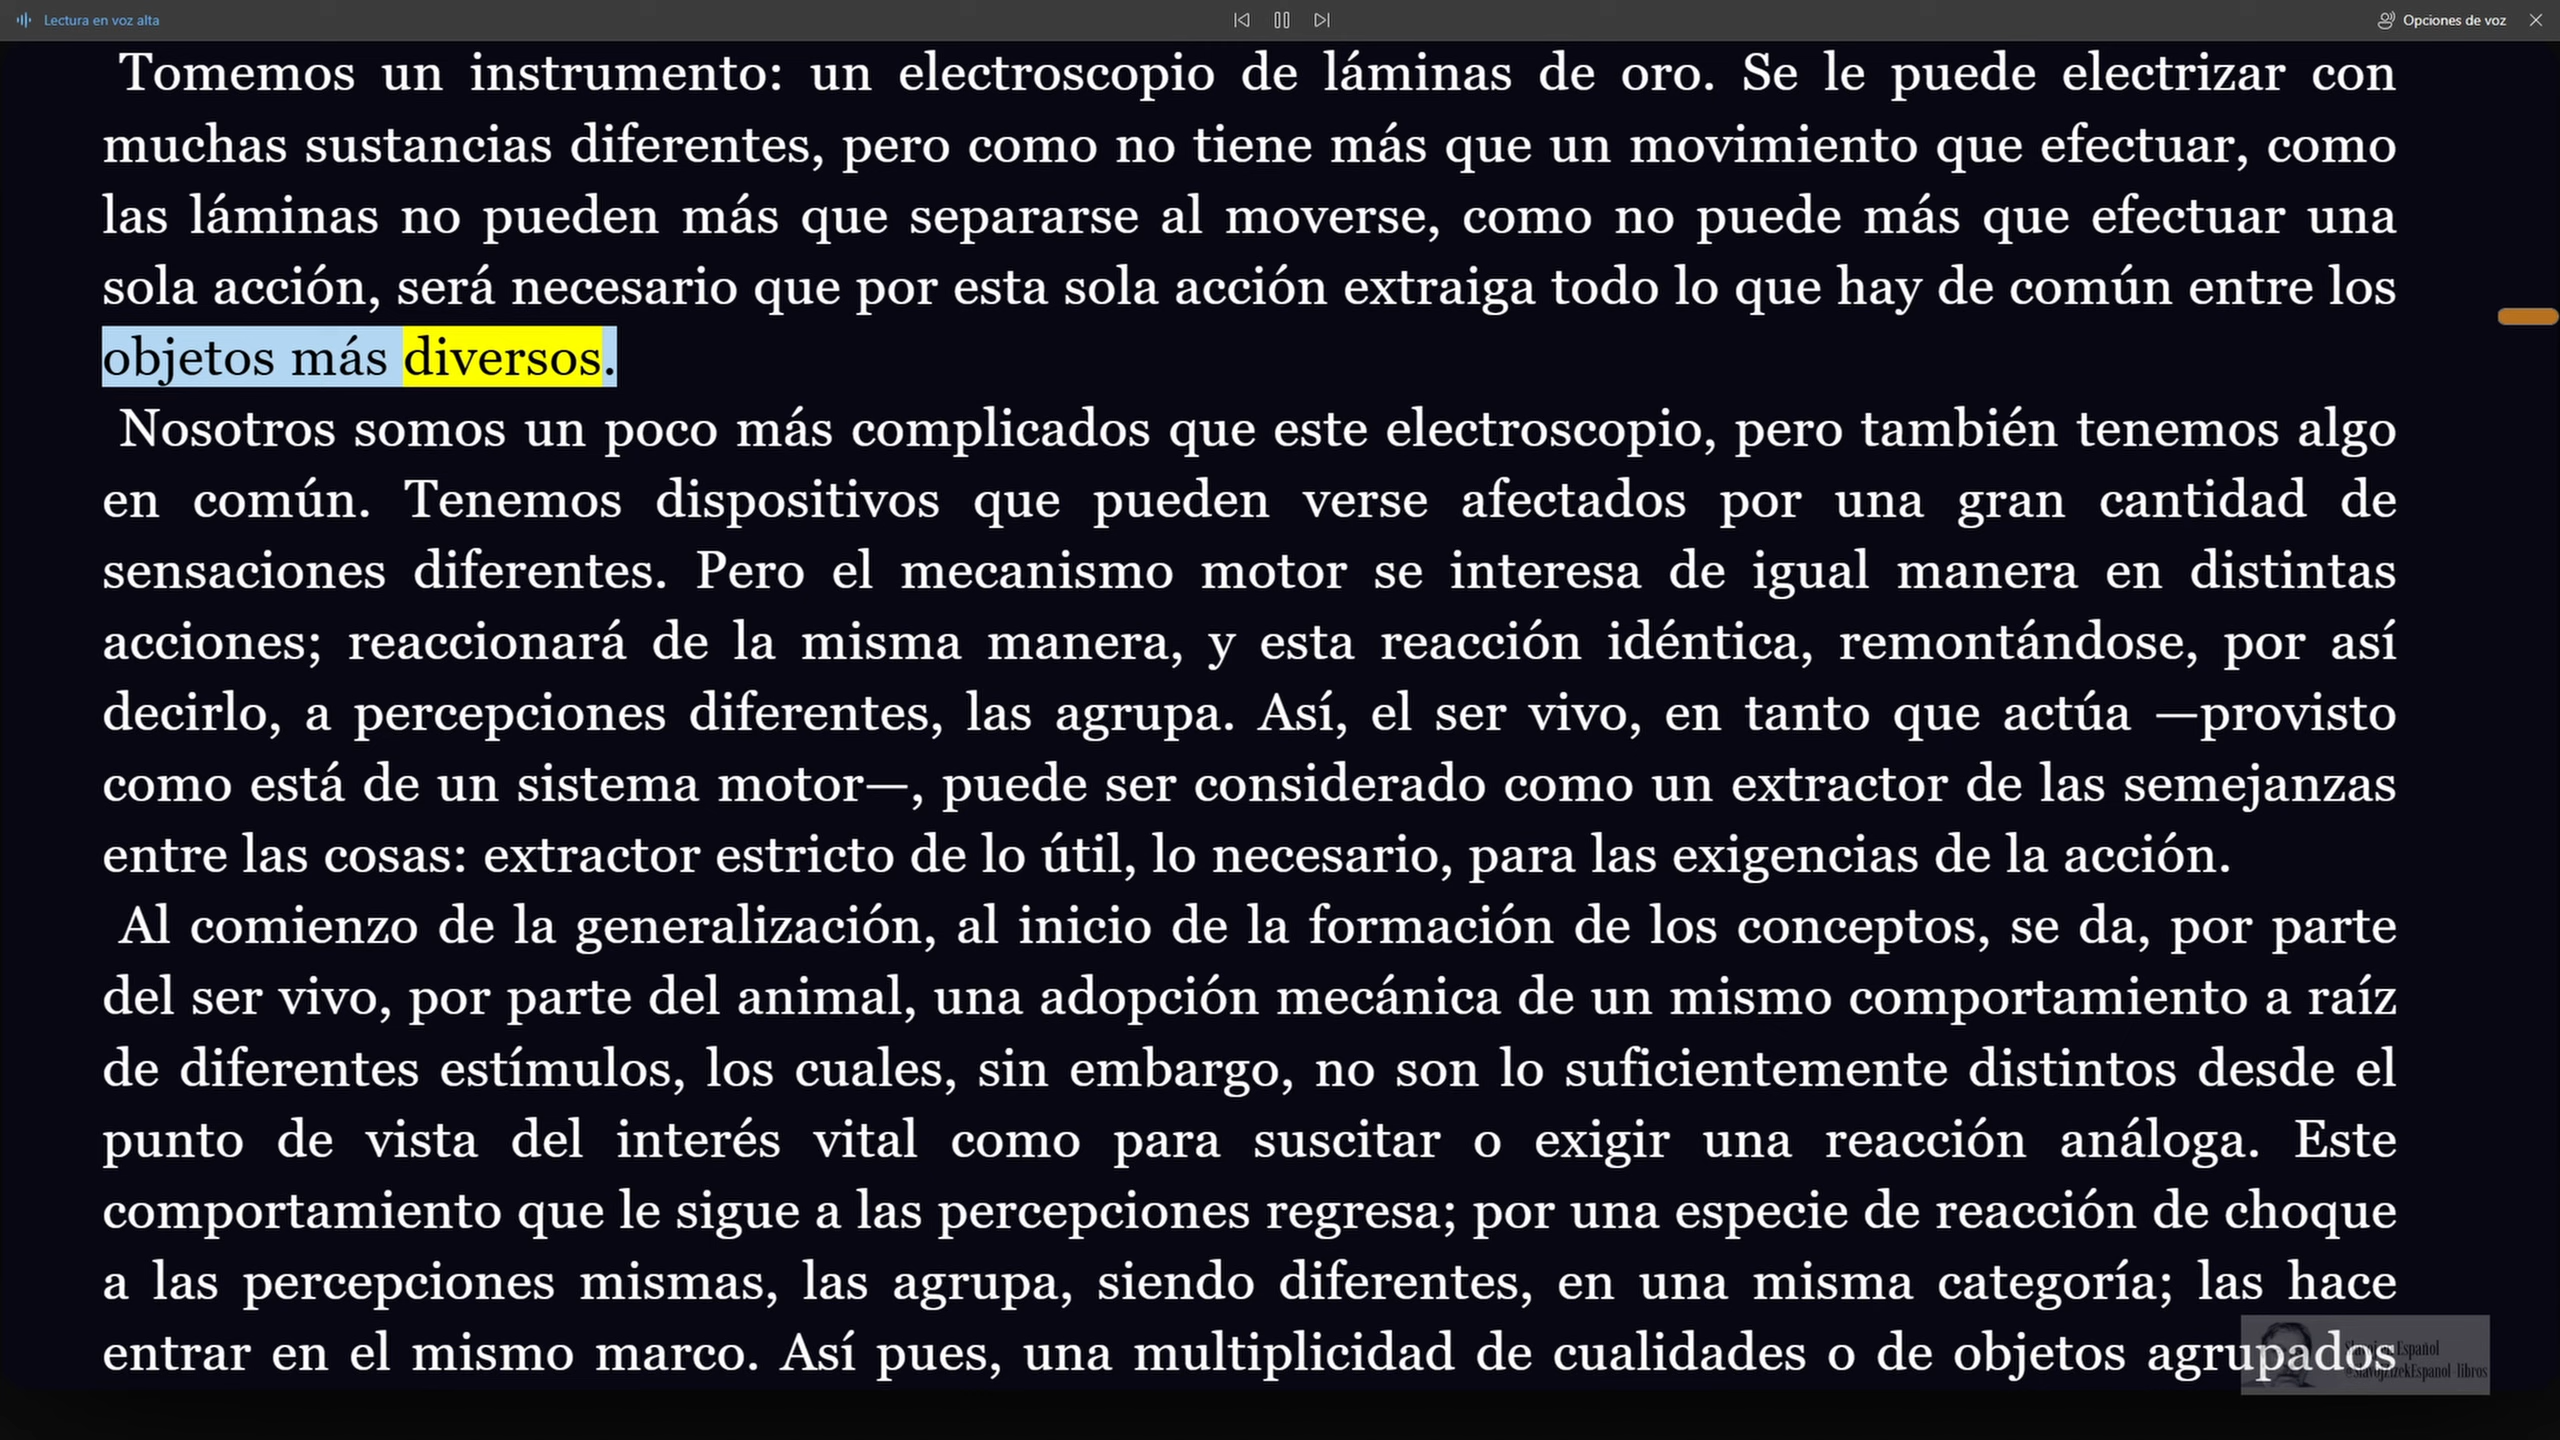 Lectura en voz alta
Opciones de voz
Tomemos un instrumento: un electroscopio de láminas de oro. Se le puede electrizar con
muchas sustancias diferentes, pero como no tiene más que un movimiento que efectuar, como
las láminas no pueden más que separarse al moverse, como no puede más que efectuar una
sola acción, será necesario que por esta sola acción extraiga todo lo que hay de común entre los
objetos más diversos.
Nosotros somos un poco más complicados que este electroscopio, pero también tenemos algo
en común. Tenemos dispositivos que pueden verse afectados por una gran cantidad de
sensaciones diferentes. Pero el mecanismo motor se interesa de igual manera en distintas
acciones; reaccionará de la misma manera, y esta reacción idéntica, remontándose, por así
decirlo, a percepciones diferentes, las agrupa. Así, el ser vivo, en tanto que actúa —provisto
como está de un sistema motor—, puede ser considerado como un extractor de las semejanzas
entre las cosas: extractor estricto de lo útil, lo necesario, para las exigencias de la acción.
Al comienzo de la generalización, al inicio de la formación de los conceptos, se da, por parte
del ser vivo, por parte del animal, una adopción mecánica de un mismo comportamiento a raíz
de diferentes estímulos, los cuales, sin embargo, no son lo suficientemente distintos desde el
punto de vista del interés vital como para suscitar o exigir una reacción análoga. Este
comportamiento que le sigue a las percepciones regresa; por una especie de reacción de choque
a las percepciones mismas, las agrupa, siendo diferentes, en una misma categoría; las hace
entrar en el mismo marco. Así pues, una multiplicidad de cualidades o de objetos agrupados
Español